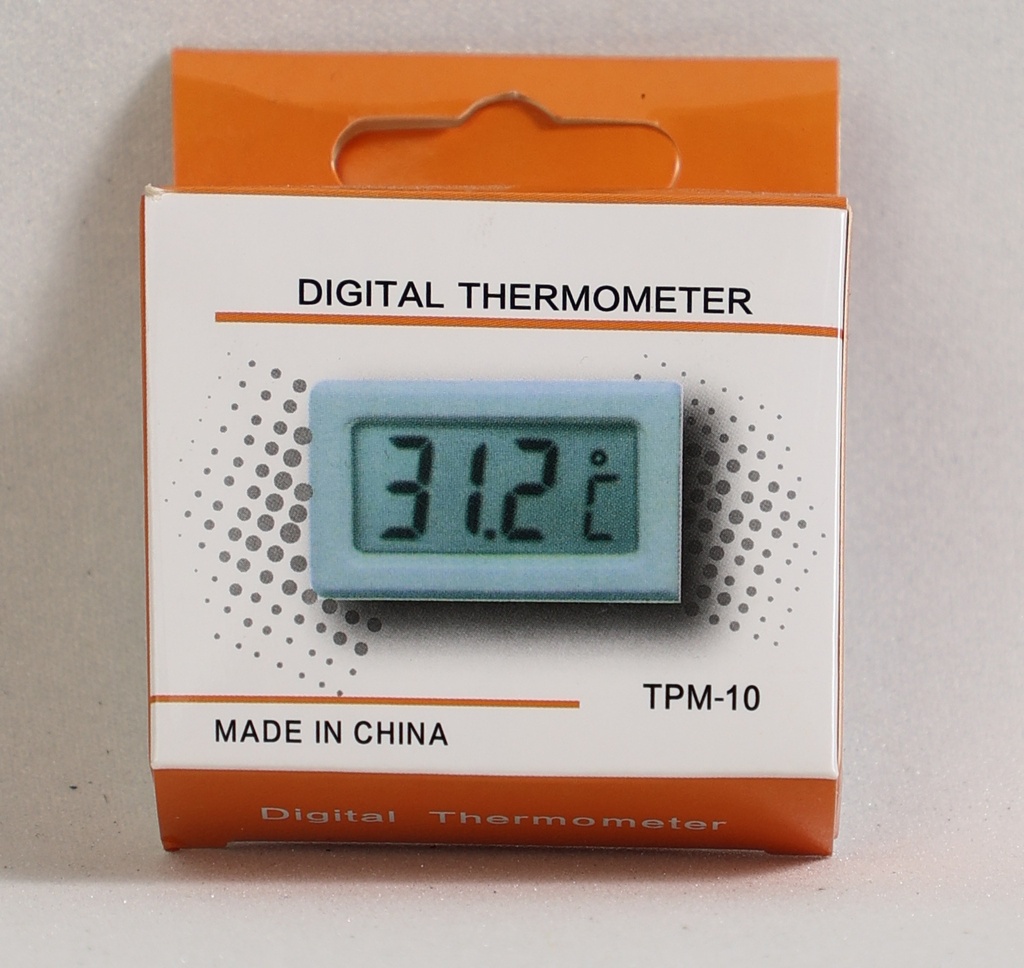 DIGITAL THERMOMETER
31.2 °C
TPM-10
MADE IN CHINA
Digital Thermometer